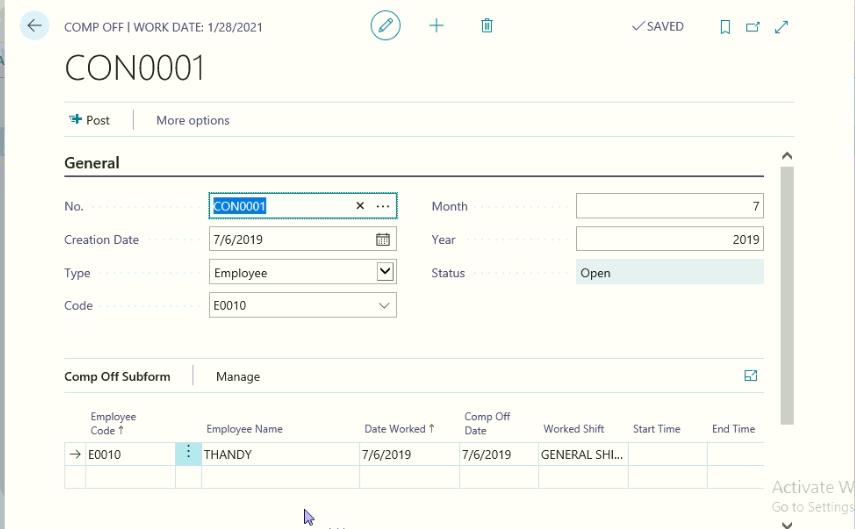 COMP OFF | WORK DATE: 1/28/2021
SAVED
CON0001
Post
More options
General
No.
CON0001
Month
7
Creation Date
7/6/2019
Year
2019
Type
Employee
Status
Open
Code
E0010
Comp Off Subform
Manage
Employee
Code ↑
Employee Name
Date Worked ↑
Comp Off
Date
Worked Shift
Start Time
End Time
E0010
THANDY
7/6/2019
7/6/2019
GENERAL SHI...
Activate W
Go to Settings